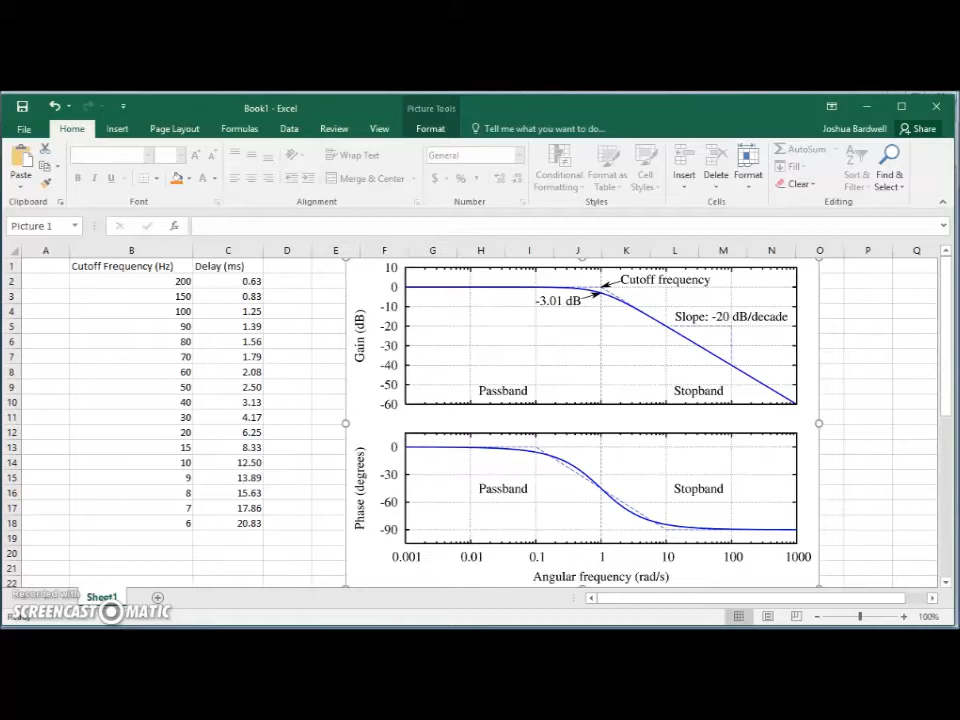 Book1 - Excel
Picture Tools
File Home Insert Page Layout Formulas Data Review View Format Tell me what you want to do...
Joshua Bardwell Share
Paste
B I U
Wrap Text
Merge & Center
General
$ % ,
Conditional Formatting
Format as Table
Cell Styles
Insert Delete Format
AutoSum
Fill
Clear
Sort & Filter
Find & Select
Clipboard Font Alignment Number Styles Cells Editing
Picture 1 fx
A B C D E F G H I J K L M N O P Q
1 Cutoff Frequency (Hz) Delay (ms)
2 200 0.63
3 150 0.83
4 100 1.25
5 90 1.39
6 80 1.56
7 70 1.79
8 60 2.08
9 50 2.50
10 40 3.13
11 30 4.17
12 20 6.25
13 15 8.33
14 10 12.50
15 9 13.89
16 8 15.63
17 7 17.86
18 6 20.83
19
20
21
22
Gain (dB)
10
0
-10
-20
-30
-40
-50
-60
Cutoff frequency
-3.01 dB
Slope: -20 dB/decade
Passband Stopband
Phase (degrees)
0
-30
-60
-90
Passband Stopband
0.001 0.01 0.1 1 10 100 1000
Angular frequency (rad/s)
Sheet1
Recorded with
SCREENCAST MATIC
100%